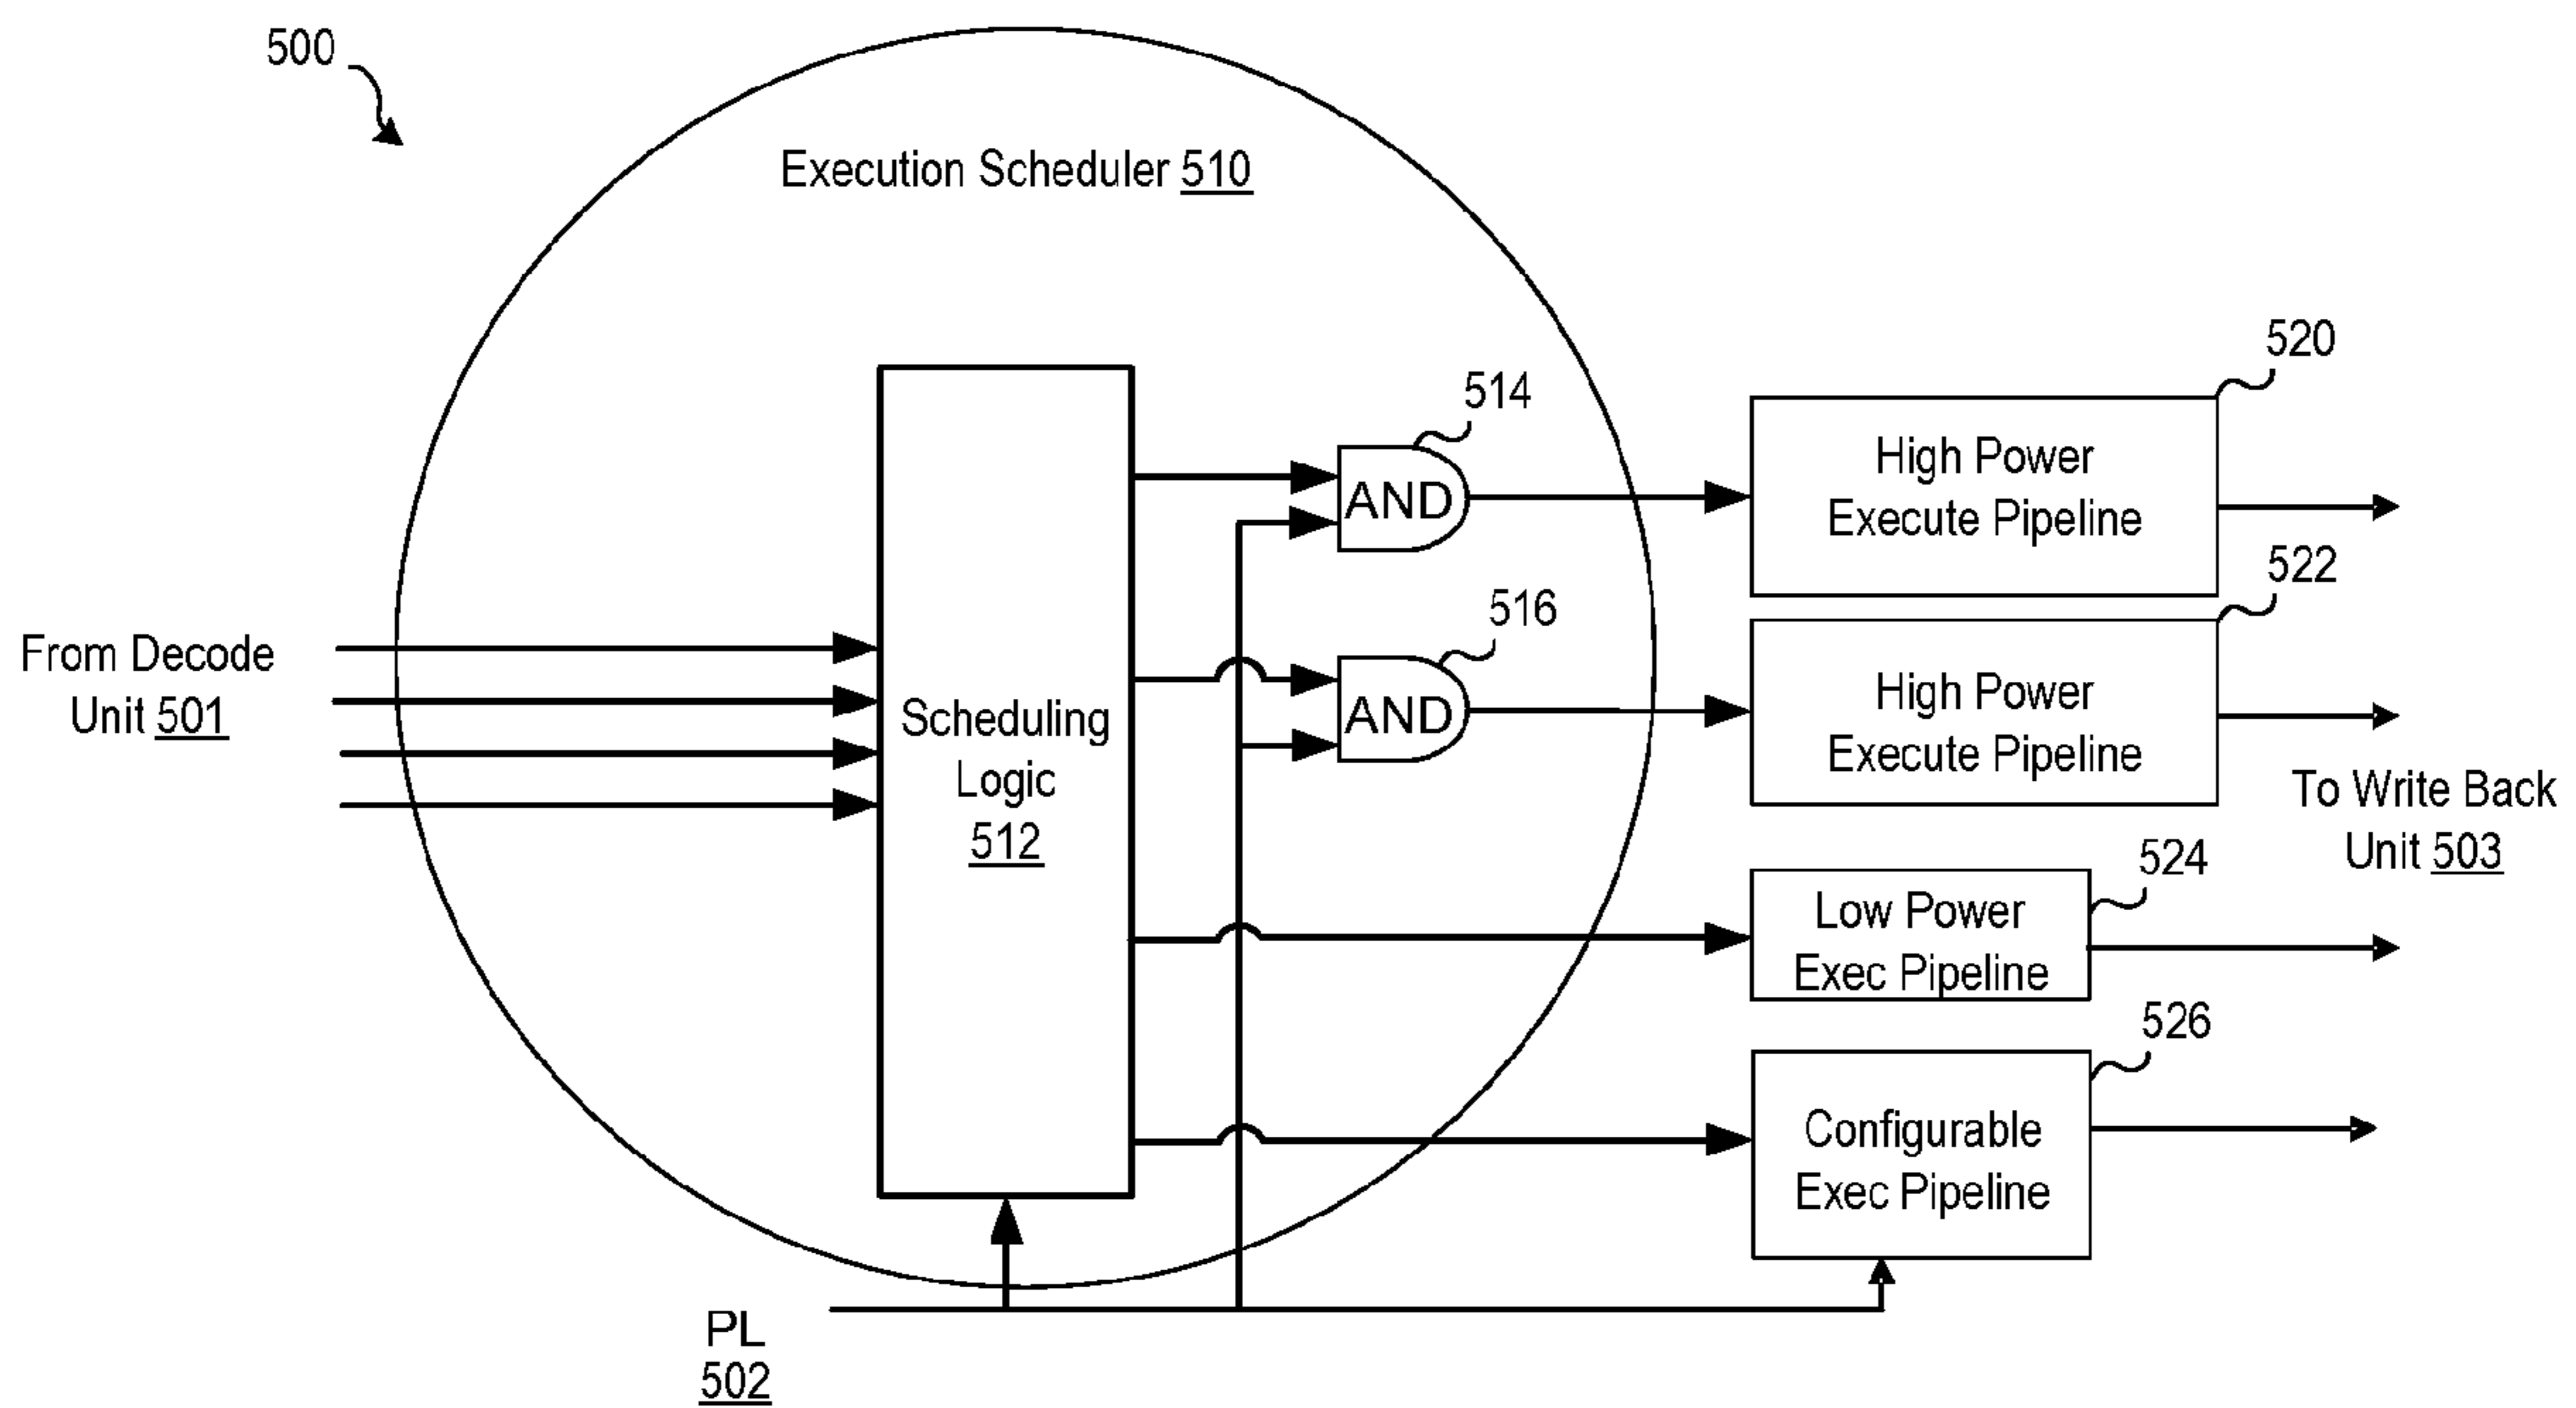 500
Execution Scheduler 510
520
514
High Power
Execute Pipeline
AND
522
516
From Decode
Unit 501
High Power
Execute Pipeline
AND
Scheduling
Logic
512
To Write Back
Unit 503
524
Low Power
Exec Pipeline
526
Configurable
Exec Pipeline
PL
502